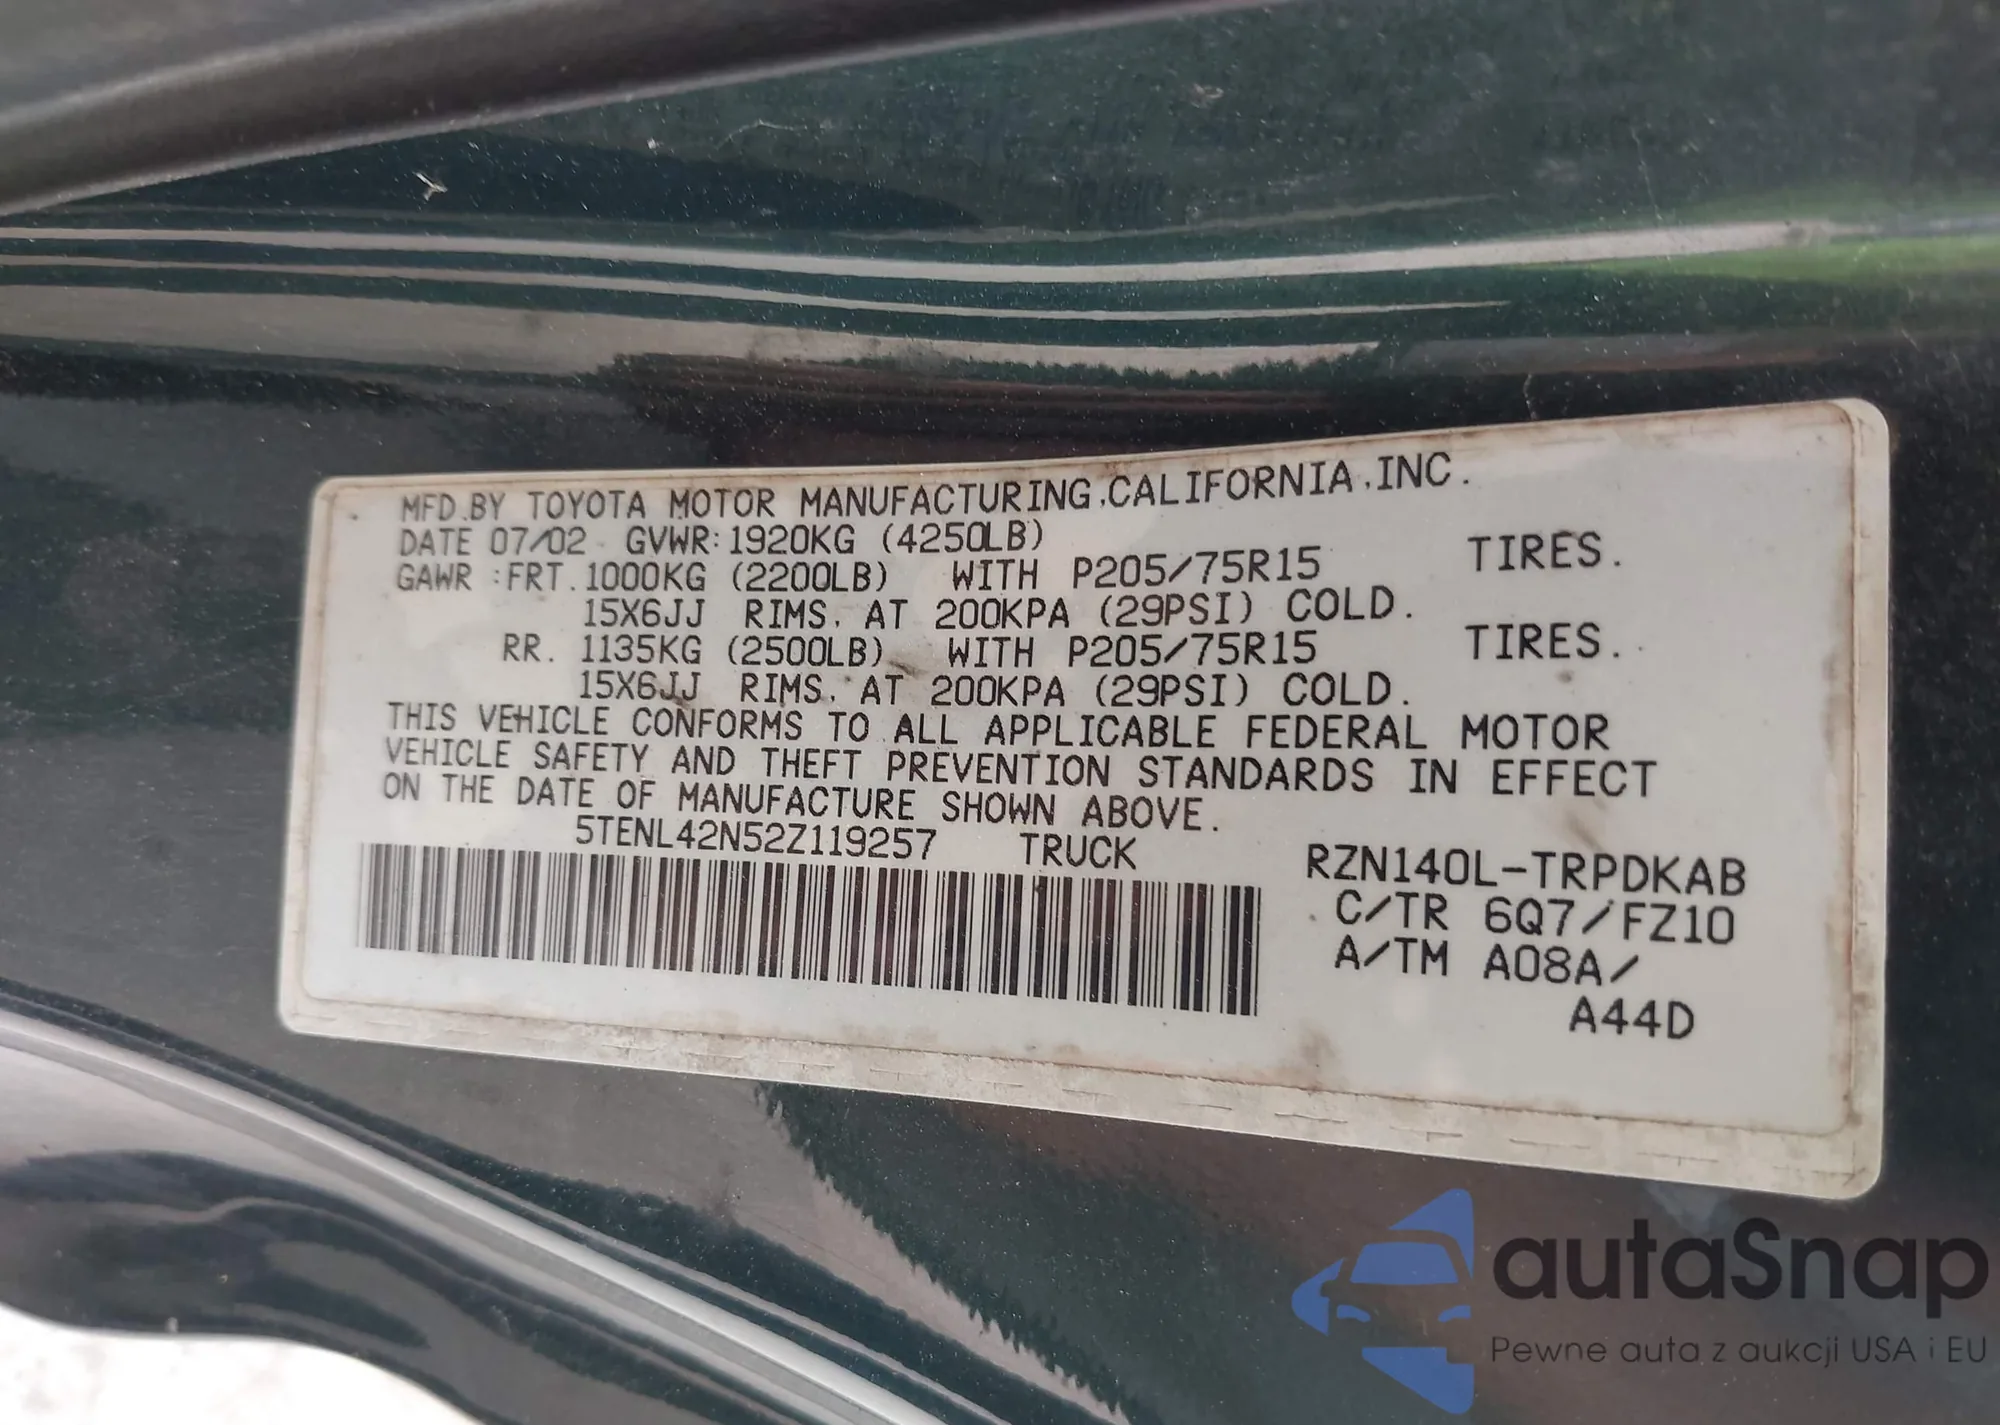 MFD.BY TOYOTA MOTOR MANUFACTURING,CALIFORNIA,INC.
DATE 07/02 GVWR:1920KG (4250LB)
GAWR :FRT.1000KG (2200LB) WITH P205/75R15 TIRES.
15X6JJ RIMS, AT 200KPA (29PSI) COLD.
RR. 1135KG (2500LB) WITH P205/75R15 TIRES.
15X6JJ RIMS, AT 200KPA (29PSI) COLD.
THIS VEHICLE CONFORMS TO ALL APPLICABLE FEDERAL MOTOR
VEHICLE SAFETY AND THEFT PREVENTION STANDARDS IN EFFECT
ON THE DATE OF MANUFACTURE SHOWN ABOVE.
5TENL42N52Z119257 TRUCK
RZN140L-TRPDKAB
C/TR 6Q7/FZ10
A/TM A08A/
A44D
autaSnap
Pewne auta z aukcji USA i EU